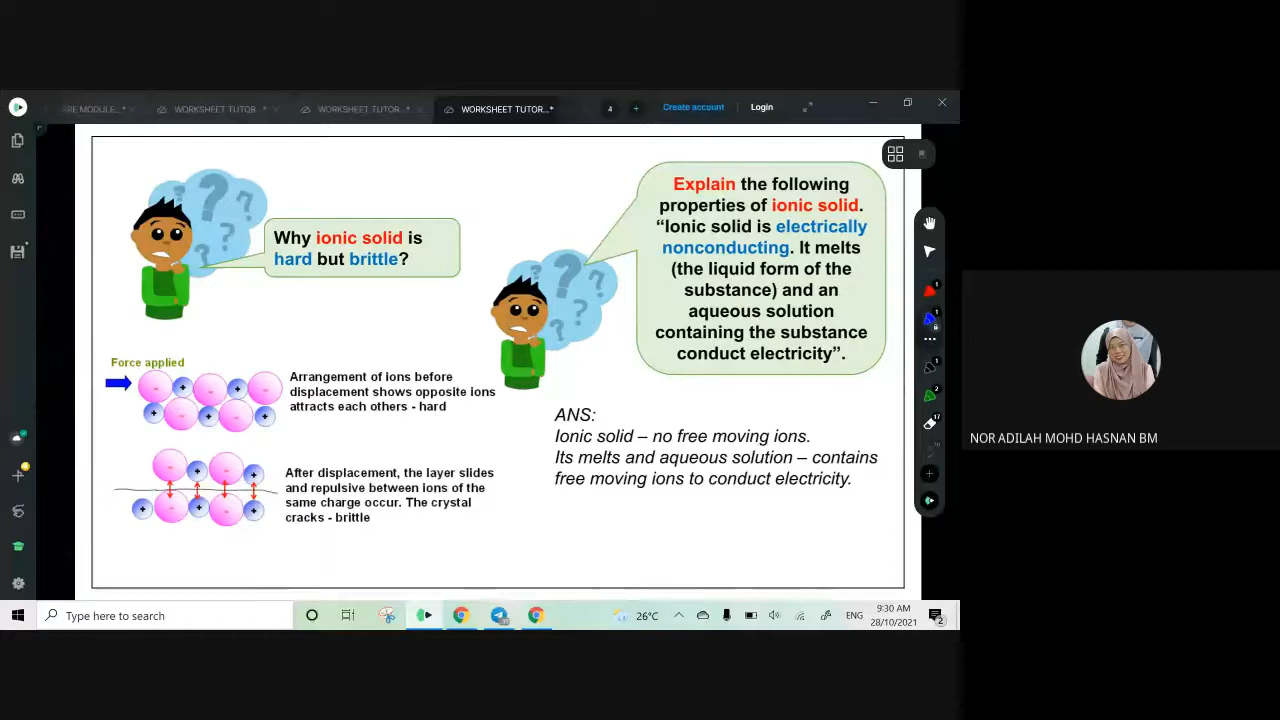 RE MODULE... *
WORKSHEET TUTOR *
WORKSHEET TUTOR... *
WORKSHEET TUTOR...*
4
+
Create account
Login
Why ionic solid is
hard but brittle?
Explain the following
properties of ionic solid.
“Ionic solid is electrically
nonconducting. It melts
(the liquid form of the
substance) and an
aqueous solution
containing the substance
conduct electricity”.
Force applied
Arrangement of ions before
displacement shows opposite ions
attracts each others - hard
After displacement, the layer slides
and repulsive between ions of the
same charge occur. The crystal
cracks - brittle
ANS:
Ionic solid – no free moving ions.
Its melts and aqueous solution – contains
free moving ions to conduct electricity.
NOR ADILAH MOHD HASNAN BM
Type here to search
26°C
ENG
9:30 AM
28/10/2021
2